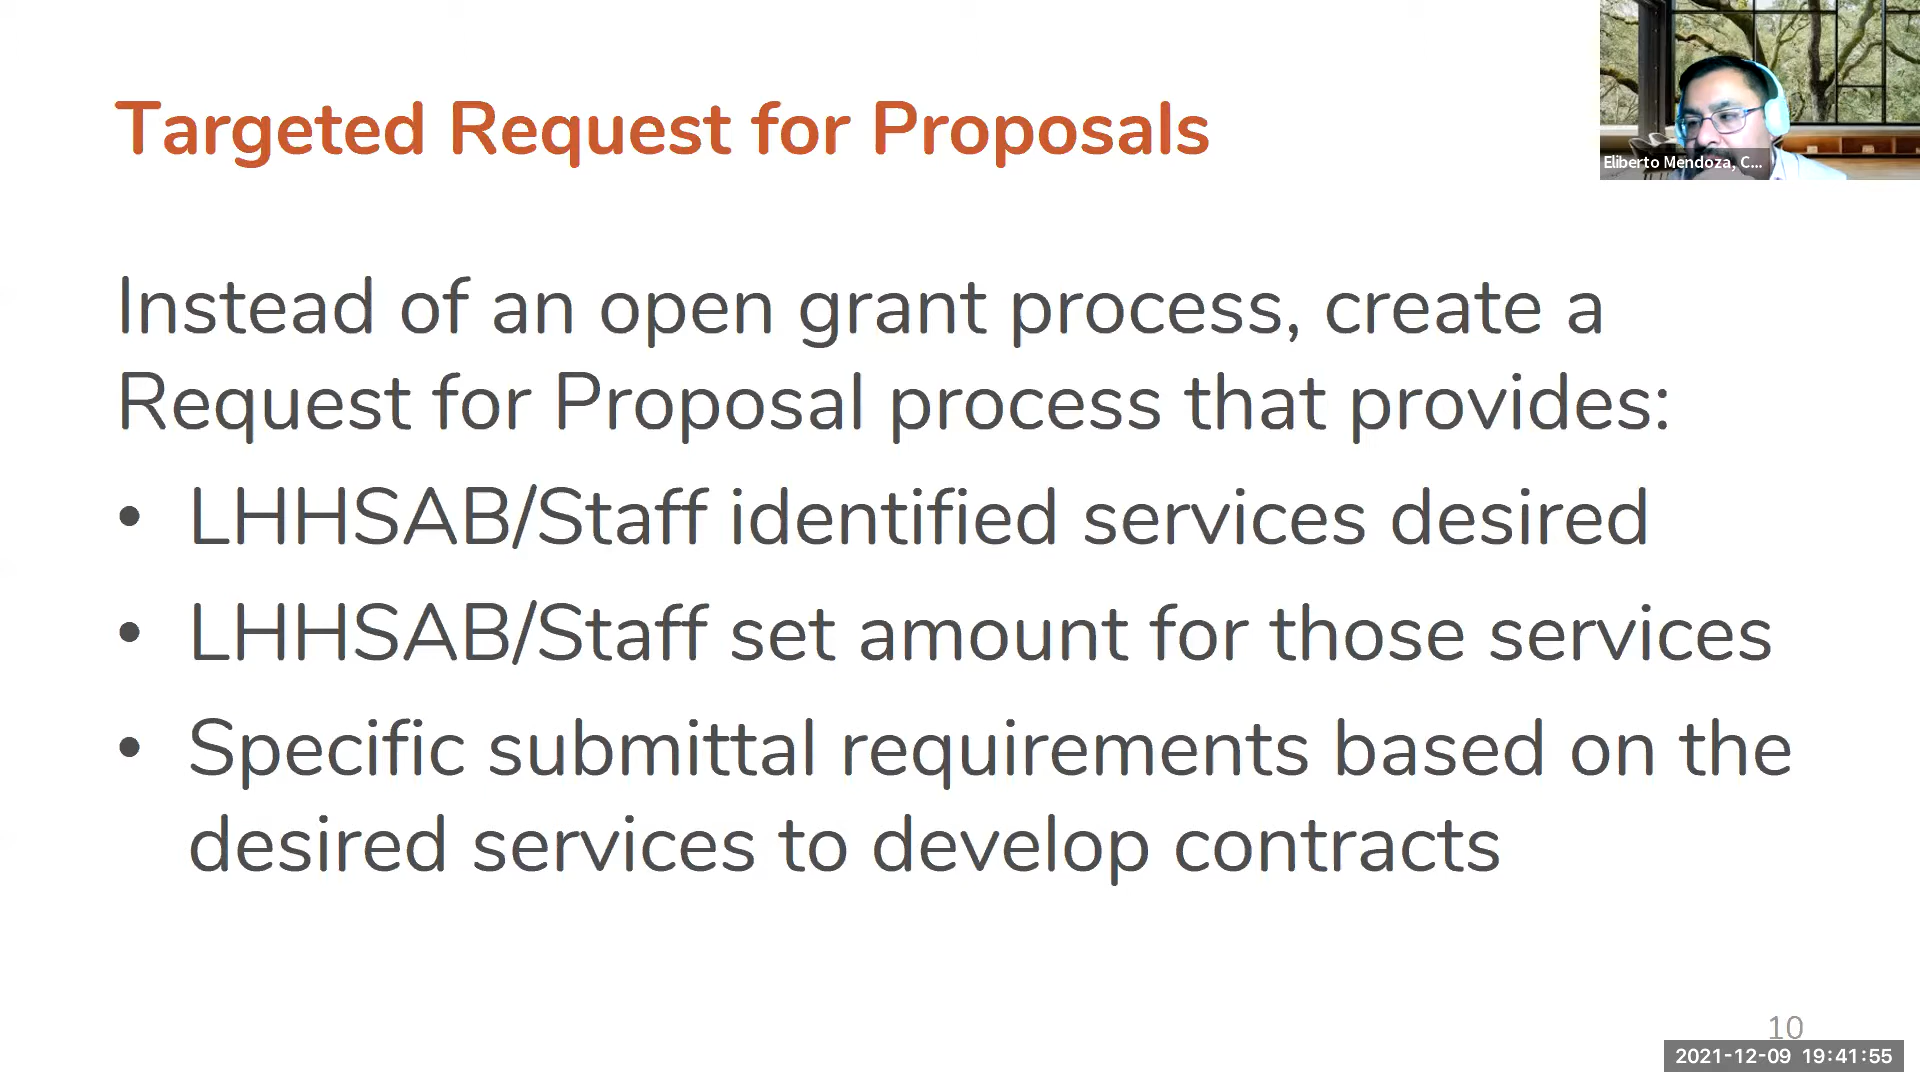 Targeted Request for Proposals
Eliberto Mendoza, C...
Instead of an open grant process, create a
Request for Proposal process that provides:
• LHHSAB/Staff identified services desired
• LHHSAB/Staff set amount for those services
• Specific submittal requirements based on the
desired services to develop contracts
10
2021-12-09 19:41:55